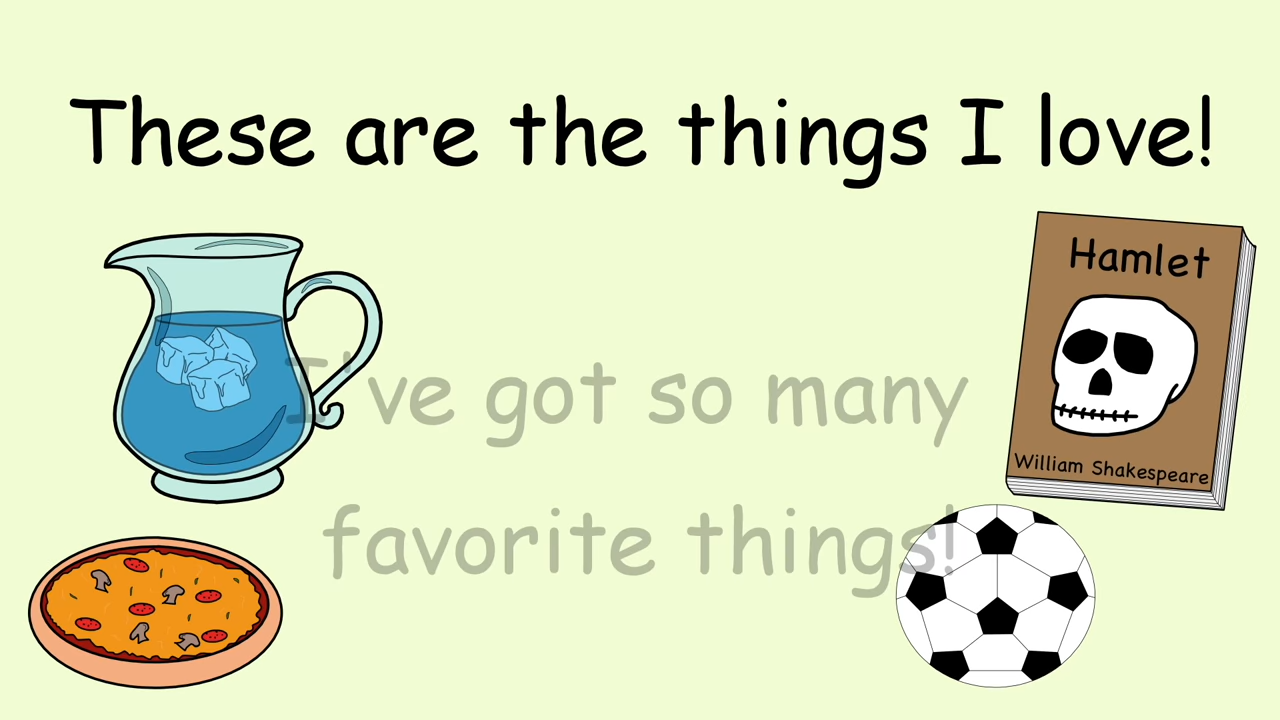 These are the things I love!
Hamlet
I've got so many
William Shakespeare
favorite things!